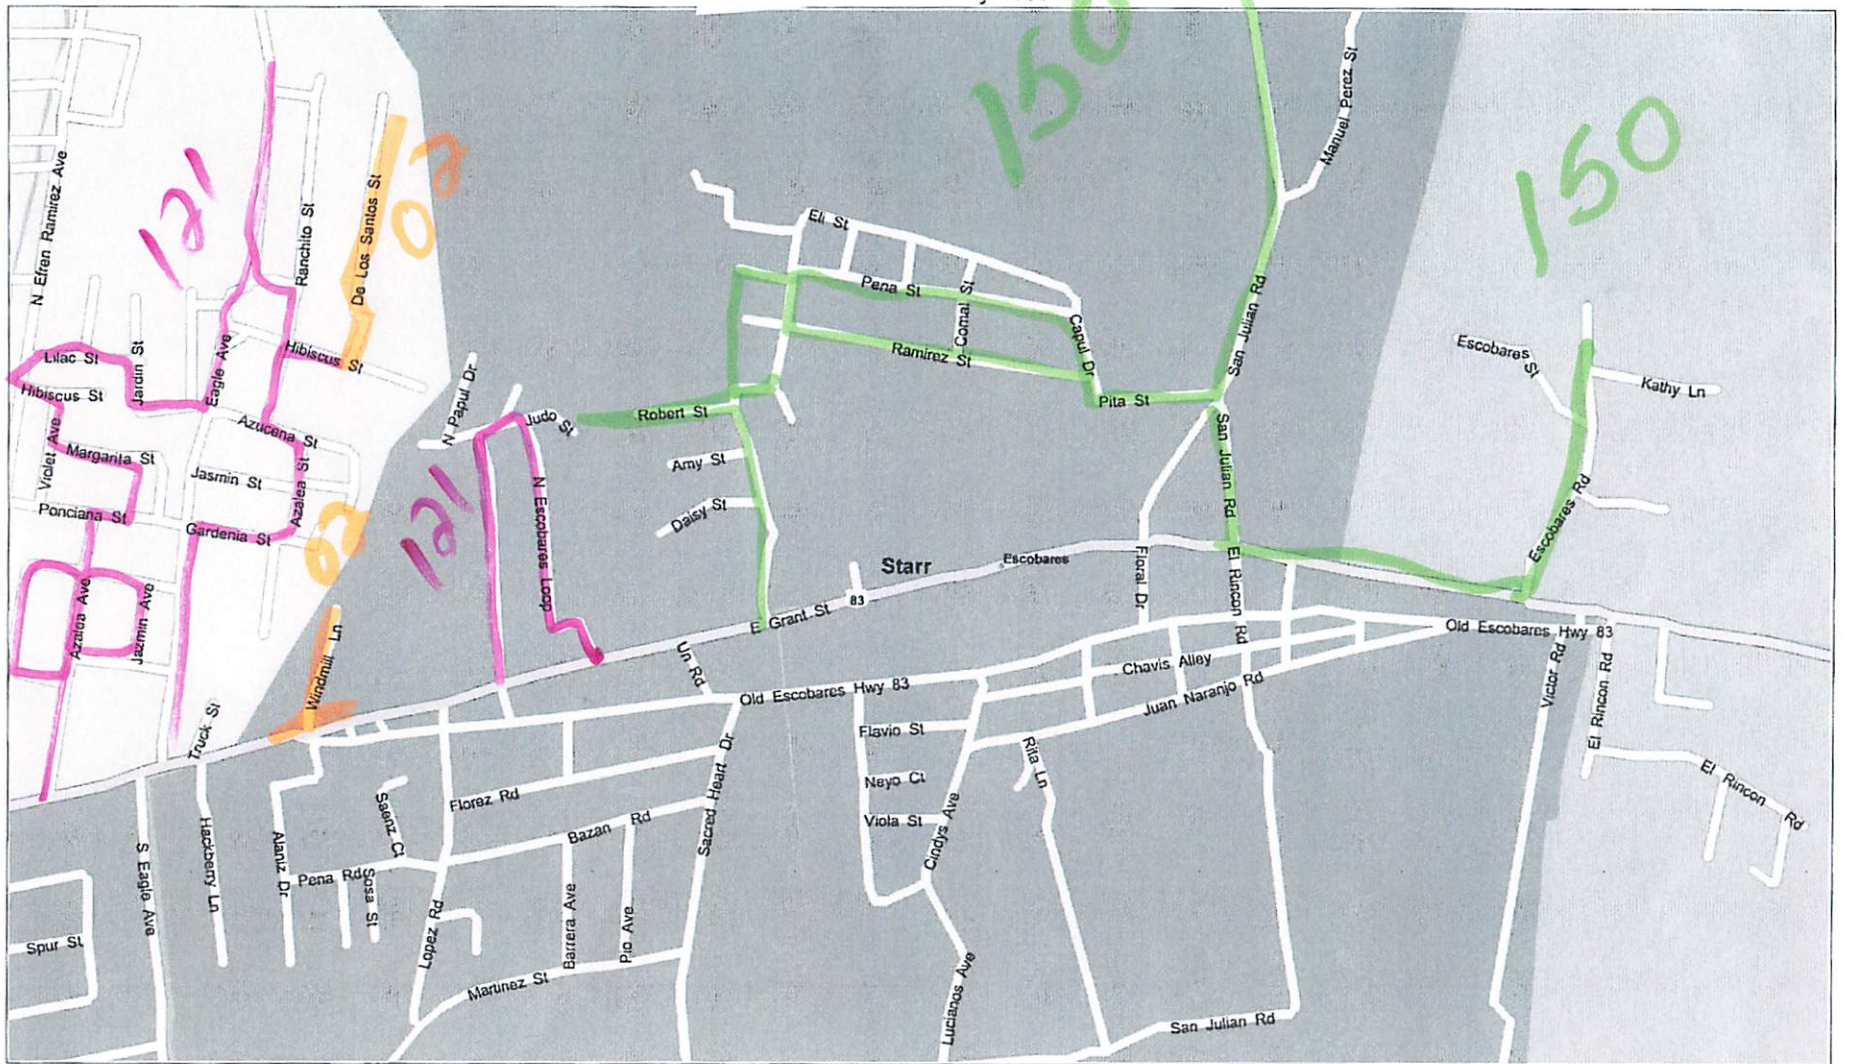 150
150
121
02
121
02
Manuel Perez St
N Efren Ramirez Ave
Ranchito St
De Los Santos St
Eli St
Pena St
Comal St
Capul Dr
Ramirez St
San Julian Rd
Pita St
Lilac St
Jardin St
Eagle Ave
Hibiscus St
Hibiscus St
N Papul Dr
Judo St
Robert St
Escobares St
Kathy Ln
Violet Ave
Margarita St
Azucena St
Jasmin St
Azalea St
Amy St
Daisy St
San Julian Rd
Ponciana St
Gardenia St
N Escobares Loop
Escobares Rd
Starr
Escobares
Floral Dr
El Rincon Rd
83
E Grant St
Azalea Ave
Jazmin Ave
Windmill Ln
Un Rd
Old Escobares Hwy 83
Chavis Alley
Juan Naranjo Rd
Old Escobares Hwy 83
Victor Rd
El Rincon Rd
Truck St
Flavio St
Neyo Ct
Viola St
Cindys Ave
Rita Ln
El Rincon Rd
S Eagle Ave
Hackberry Ln
Alaniz Dr
Saenz Ct
Florez Rd
Bazan Rd
Sacred Heart Dr
Pena Rd
Sosa St
Lopez Rd
Barrera Ave
Pio Ave
Spur St
Martinez St
Lucianos Ave
San Julian Rd